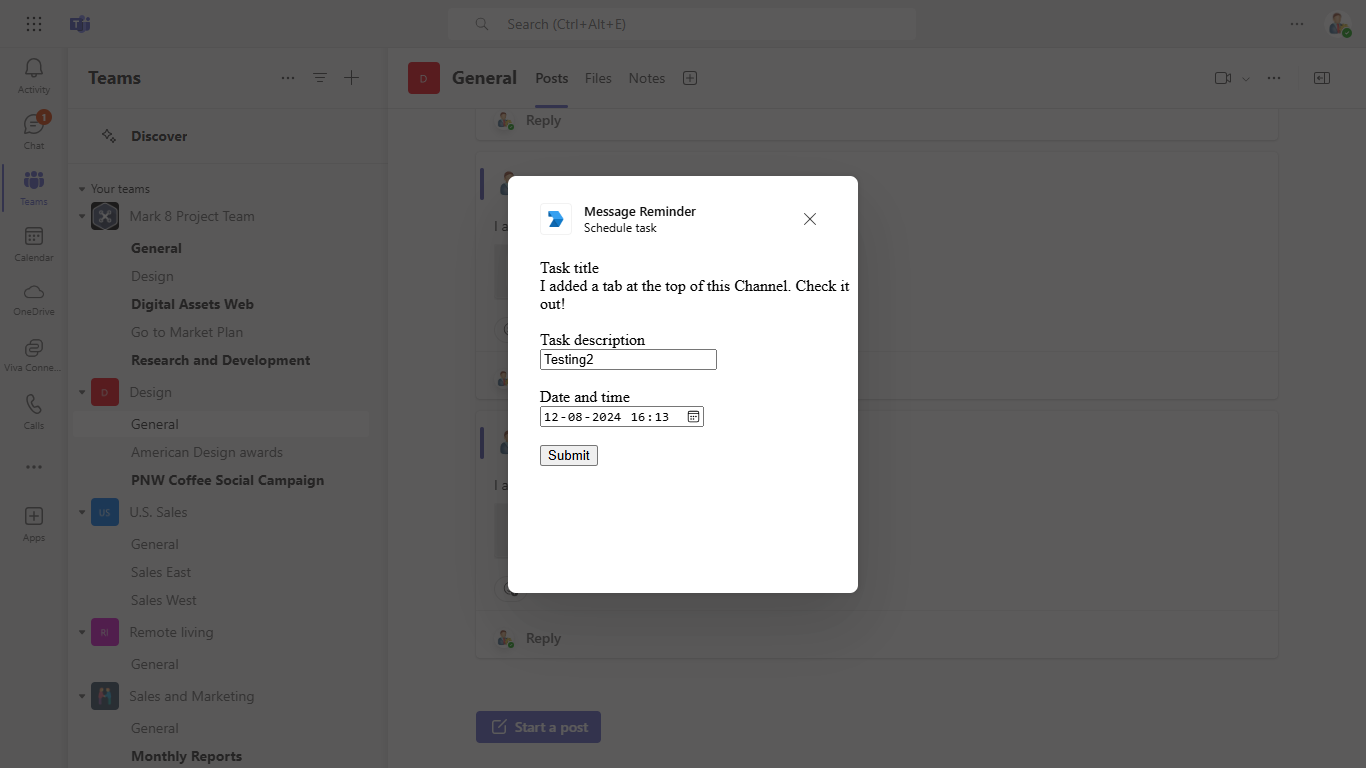 Search (Ctrl+Alt+E)
Activity
1
Chat
Teams
Calendar
OneDrive
Viva Conne...
Calls
Apps
Teams
Discover
Your teams
Mark 8 Project Team
General
Design
Digital Assets Web
Go to Market Plan
Research and Development
D
Design
General
American Design awards
PNW Coffee Social Campaign
US
U.S. Sales
General
Sales East
Sales West
RI
Remote living
General
Sales and Marketing
General
Monthly Reports
D
General
Posts
Files
Notes
Reply
I a
Message Reminder
Schedule task
Task title
I added a tab at the top of this Channel. Check it
out!
Task description
Testing2
Date and time
12-08-2024 16:13
Submit
I a
Reply
Start a post